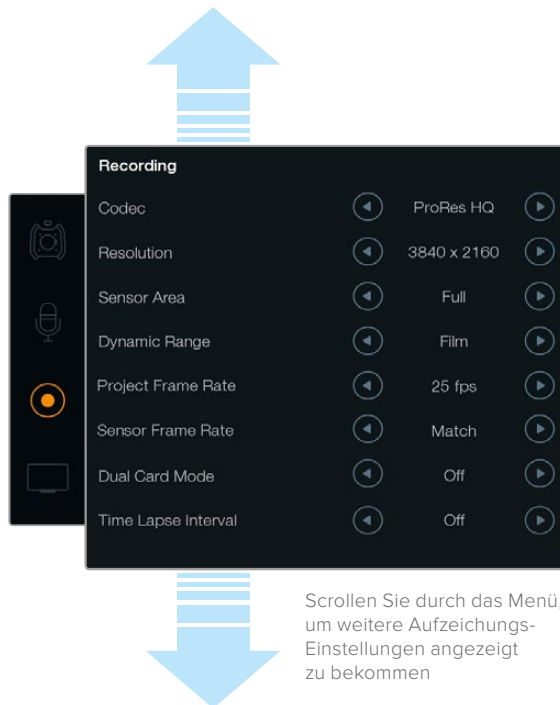 Recording
Codec ProRes HQ
Resolution 3840 x 2160
Sensor Area Full
Dynamic Range Film
Project Frame Rate 25 fps
Sensor Frame Rate Match
Dual Card Mode Off
Time Lapse Interval Off
Scrollen Sie durch das Menü,
um weitere Aufzeichungs-
Einstellungen angezeigt
zu bekommen